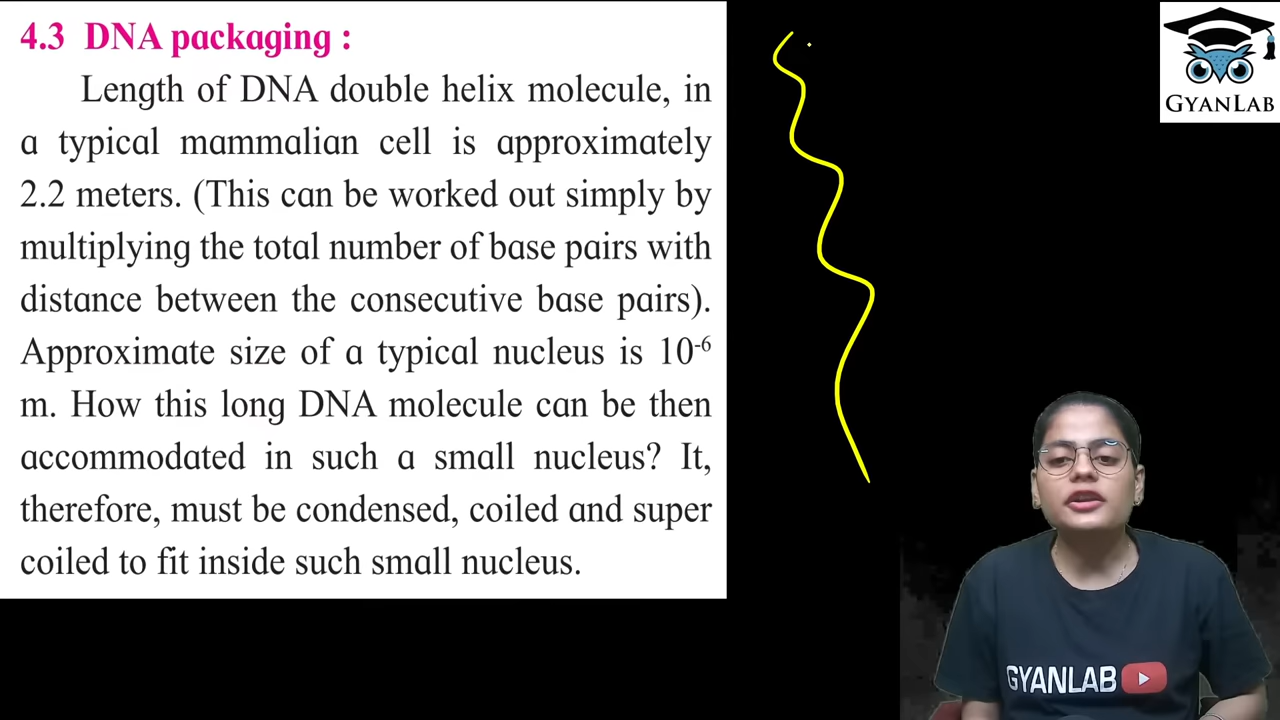 4.3 DNA packaging :
Length of DNA double helix molecule, in
a typical mammalian cell is approximately
2.2 meters. (This can be worked out simply by
multiplying the total number of base pairs with
distance between the consecutive base pairs).
Approximate size of a typical nucleus is 10⁻⁶
m. How this long DNA molecule can be then
accommodated in such a small nucleus? It,
therefore, must be condensed, coiled and super
coiled to fit inside such small nucleus.
GYANLAB
GYANLAB